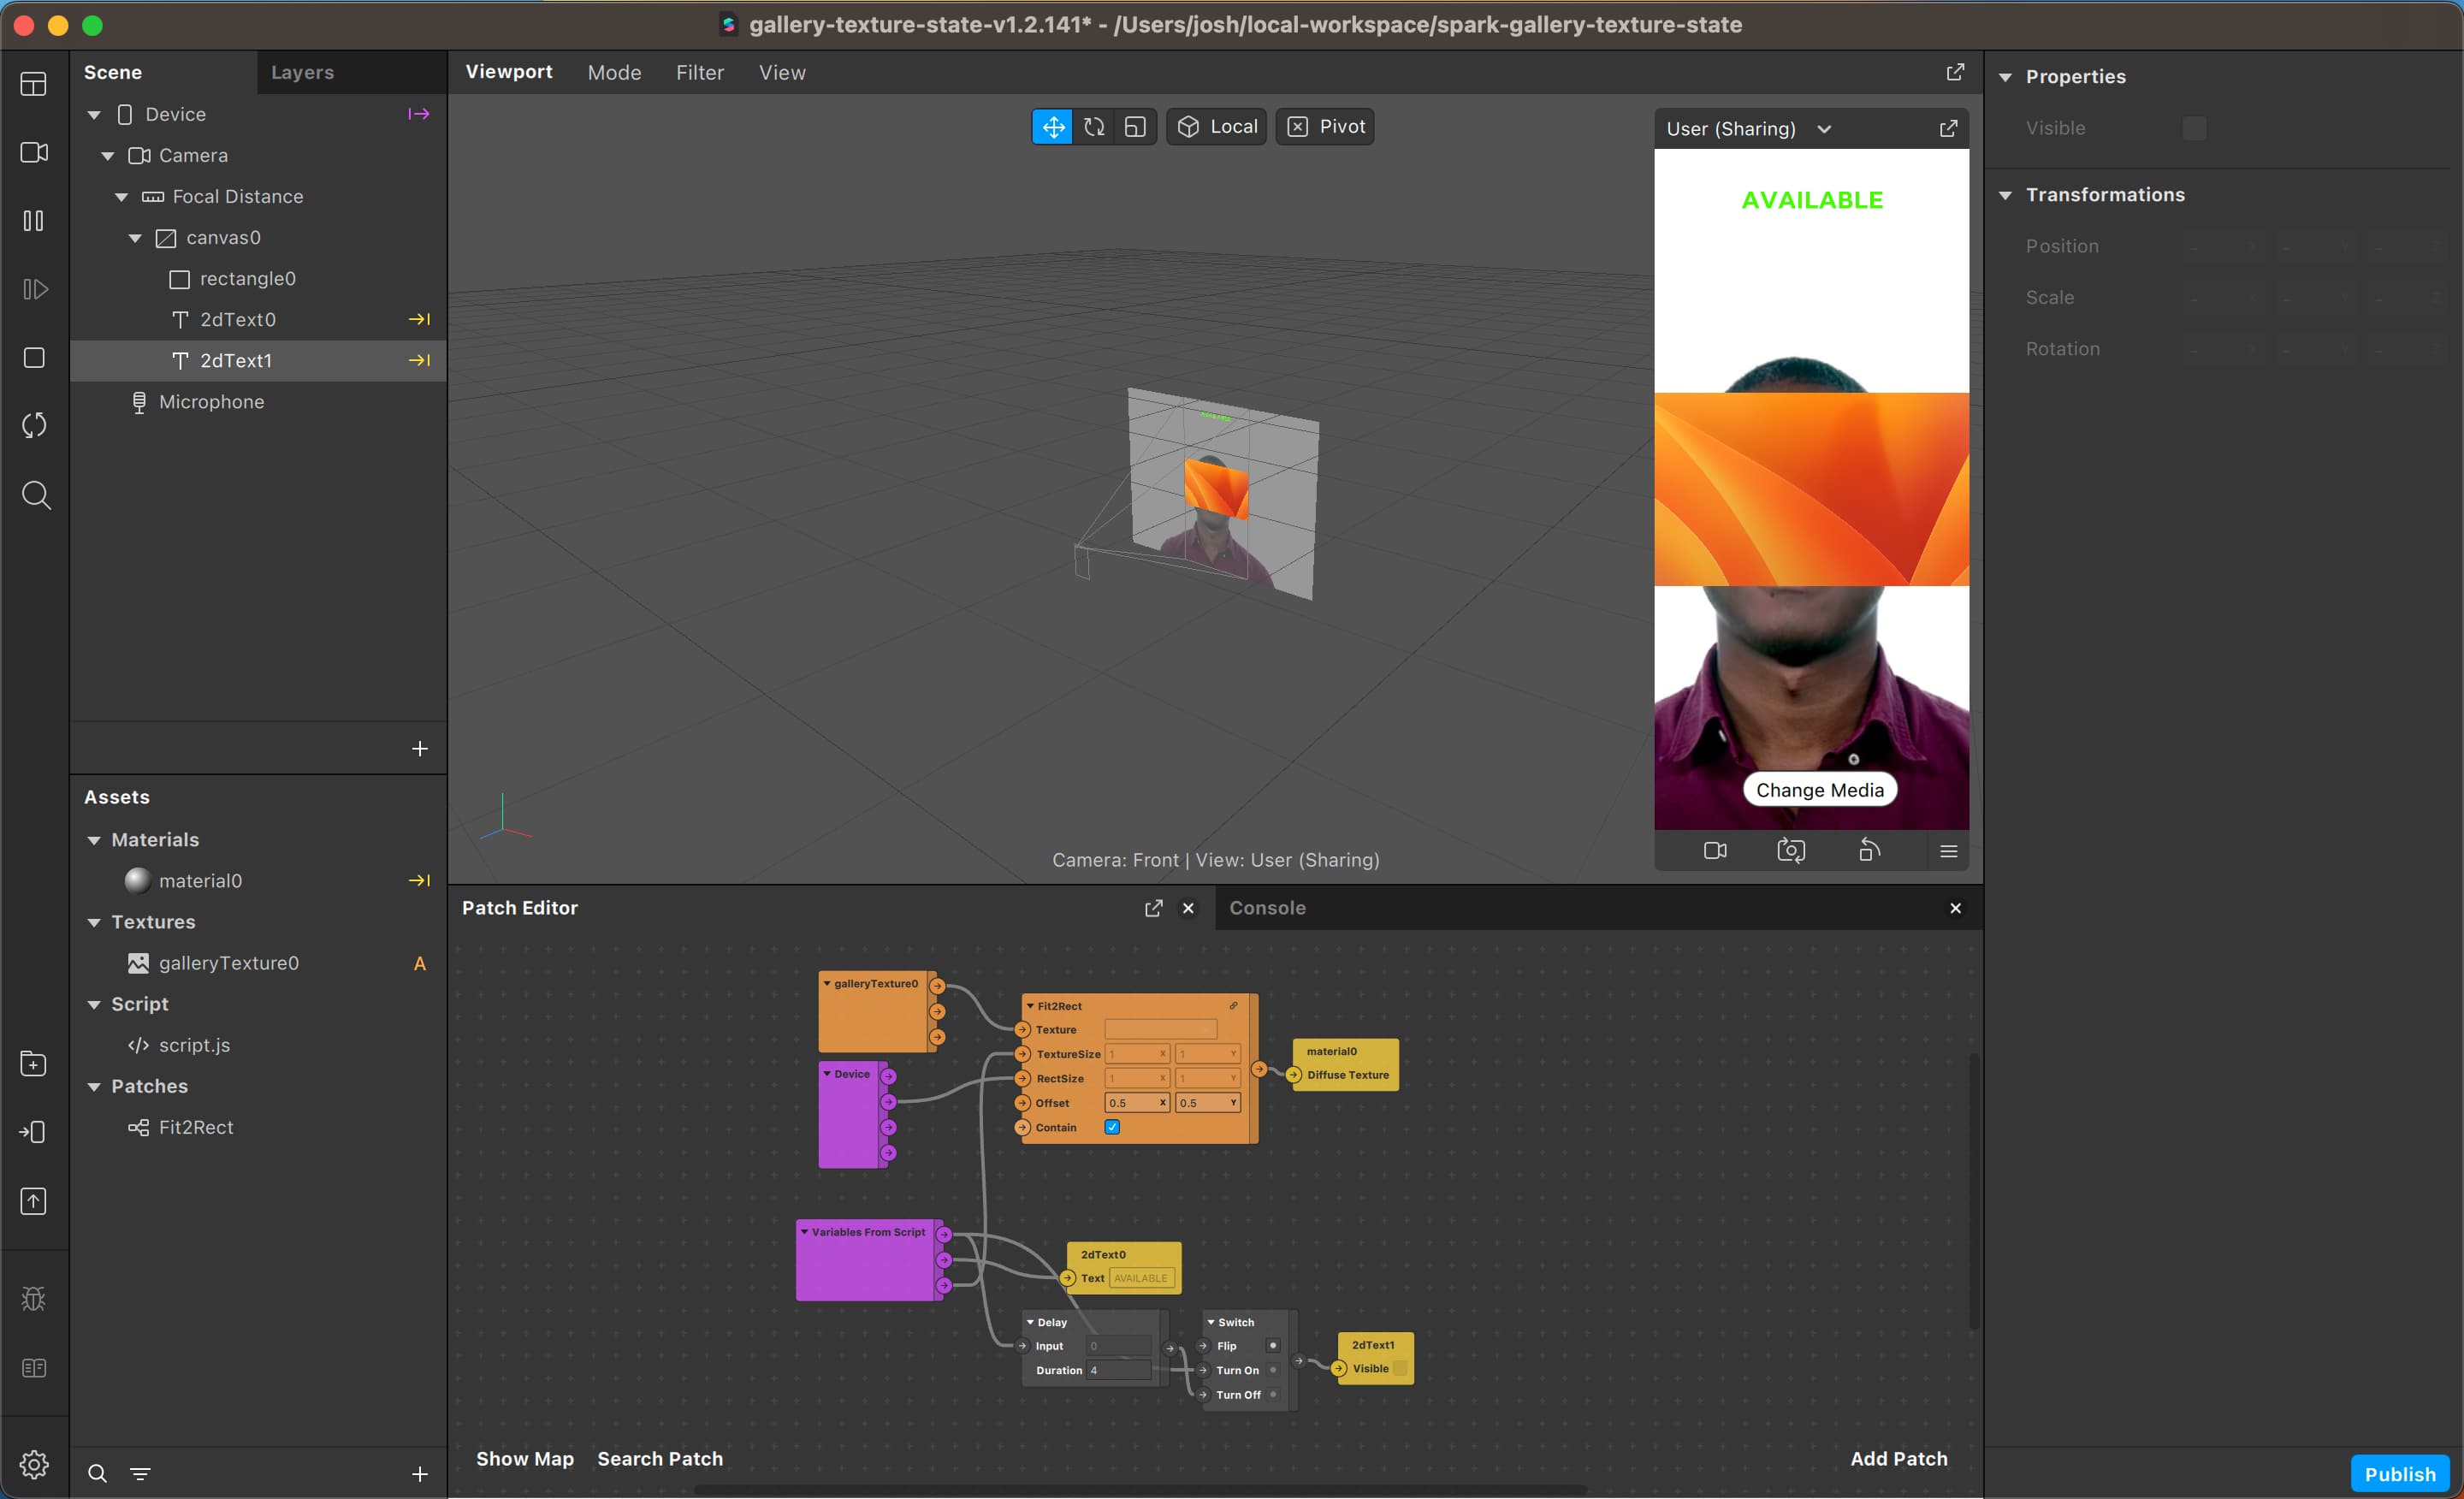 gallery-texture-state-v1.2.141* - /Users/josh/local-workspace/spark-gallery-texture-state
Scene
Layers
Device
Camera
Focal Distance
canvas0
rectangle0
2dText0
2dText1
Microphone
Assets
Materials
material0
Textures
galleryTexture0 A
Script
script.js
Patches
Fit2Rect
Viewport Mode Filter View
Local
Pivot
Camera: Front | View: User (Sharing)
User (Sharing)
AVAILABLE
Change Media
Patch Editor
Console
galleryTexture0
Device
Fit2Rect
Texture
TextureSize 1 X 1 Y
RectSize 1 X 1 Y
Offset 0.5 X 0.5 Y
Contain
material0
Diffuse Texture
Variables From Script
2dText0
Text AVAILABLE
Delay
Input 0
Duration 4
Switch
Flip
Turn On
Turn Off
2dText1
Visible
Show Map Search Patch
Add Patch
Properties
Visible
Transformations
Position - - -
Scale - - -
Rotation - - -
Publish